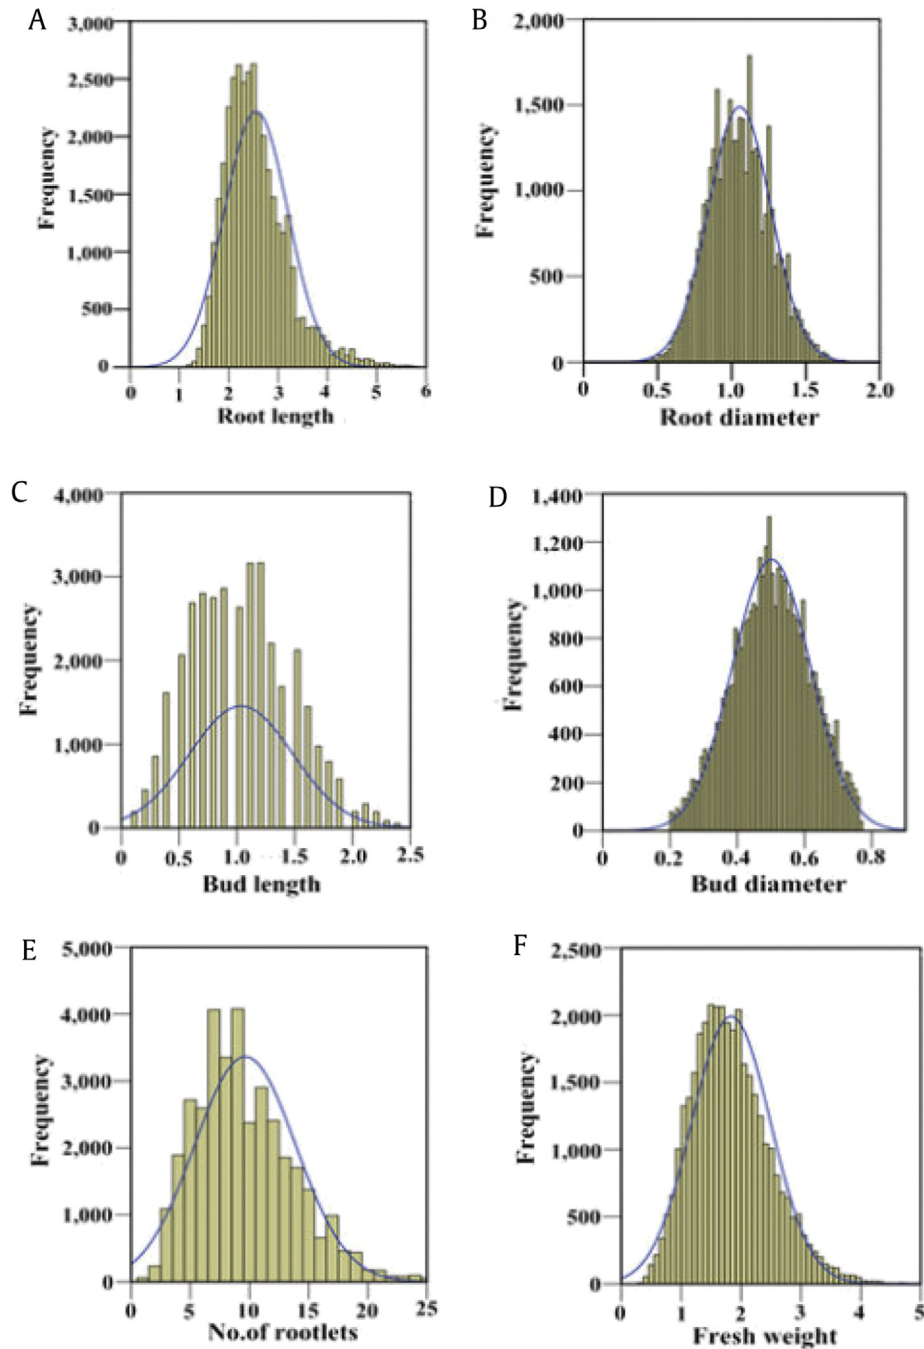 A
Frequency
3,000
2,500
2,000
1,500
1,000
500
0
0 1 2 3 4 5 6
Root length
B
Frequency
2,000
1,500
1,000
500
0
0 0.5 1.0 1.5 2.0
Root diameter
C
Frequency
4,000
3,000
2,000
1,000
0
0 0.5 1.0 1.5 2.0 2.5
Bud length
D
Frequency
1,400
1,200
1,000
800
600
400
200
0
0 0.2 0.4 0.6 0.8
Bud diameter
E
Frequency
5,000
4,000
3,000
2,000
1,000
0
0 5 10 15 20 25
No.of rootlets
F
Frequency
2,500
2,000
1,500
1,000
500
0
0 1 2 3 4 5
Fresh weight